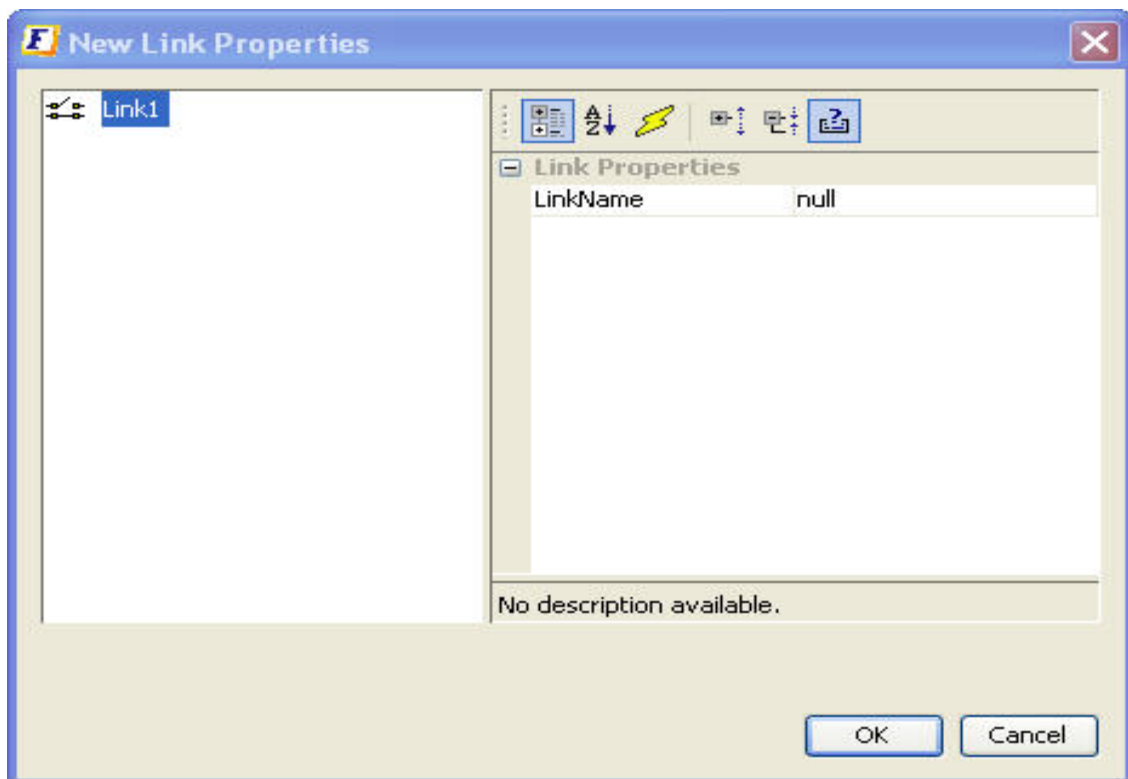 F New Link Properties
Link1
A
Z
?
Link Properties
LinkName null
No description available.
OK Cancel